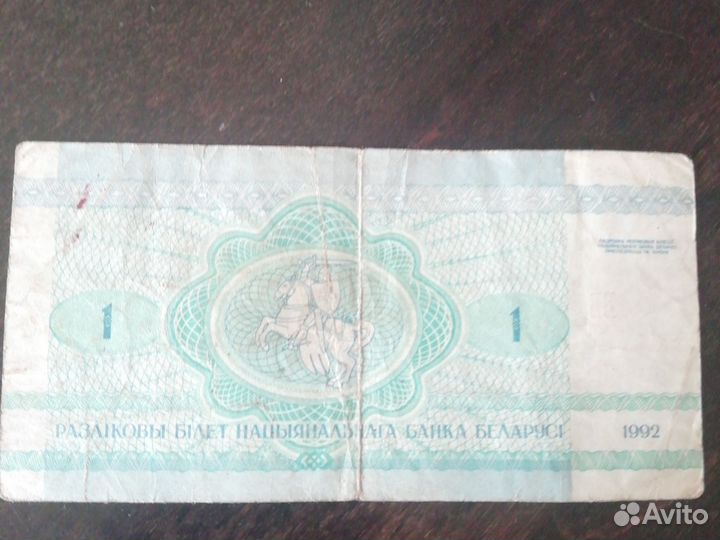 1 1
РАЗЛІКОВЫ БІЛЕТ НАЦЫЯНАЛЬНАГА БАНКА БЕЛАРУСІ 1992
Avito